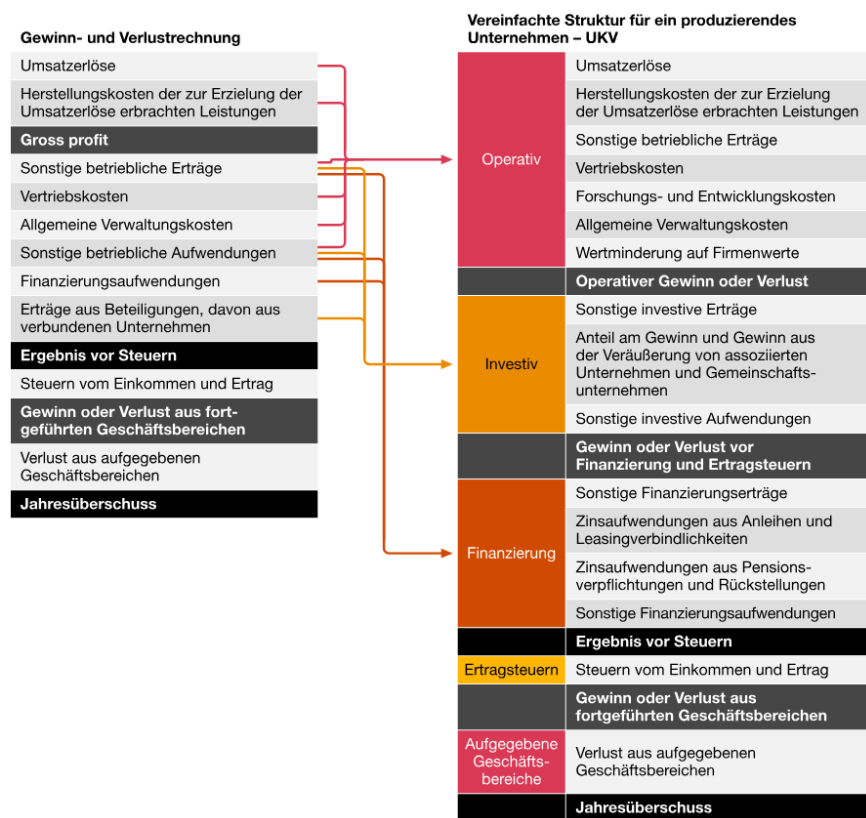 Gewinn- und Verlustrechnung
Umsatzerlöse
Herstellungskosten der zur Erzielung der
Umsatzerlöse erbrachten Leistungen
Gross profit
Sonstige betriebliche Erträge
Vertriebskosten
Allgemeine Verwaltungskosten
Sonstige betriebliche Aufwendungen
Finanzierungsaufwendungen
Erträge aus Beteiligungen, davon aus
verbundenen Unternehmen
Ergebnis vor Steuern
Steuern vom Einkommen und Ertrag
Gewinn oder Verlust aus fort-
geführten Geschäftsbereichen
Verlust aus aufgegebenen
Geschäftsbereichen
Jahresüberschuss
Vereinfachte Struktur für ein produzierendes
Unternehmen – UKV
Operativ
Umsatzerlöse
Herstellungskosten der zur Erzielung
der Umsatzerlöse erbrachten Leistungen
Sonstige betriebliche Erträge
Vertriebskosten
Forschungs- und Entwicklungskosten
Allgemeine Verwaltungskosten
Wertminderung auf Firmenwerte
Operativer Gewinn oder Verlust
Investiv
Sonstige investive Erträge
Anteil am Gewinn und Gewinn aus
der Veräußerung von assoziierten
Unternehmen und Gemeinschafts-
unternehmen
Sonstige investive Aufwendungen
Gewinn oder Verlust vor
Finanzierung und Ertragsteuern
Finanzierung
Sonstige Finanzierungserträge
Zinsaufwendungen aus Anleihen und
Leasingverbindlichkeiten
Zinsaufwendungen aus Pensions-
verpflichtungen und Rückstellungen
Sonstige Finanzierungsaufwendungen
Ergebnis vor Steuern
Ertragsteuern
Steuern vom Einkommen und Ertrag
Gewinn oder Verlust aus
fortgeführten Geschäftsbereichen
Aufgegebene
Geschäfts-
bereiche
Verlust aus aufgegebenen
Geschäftsbereichen
Jahresüberschuss